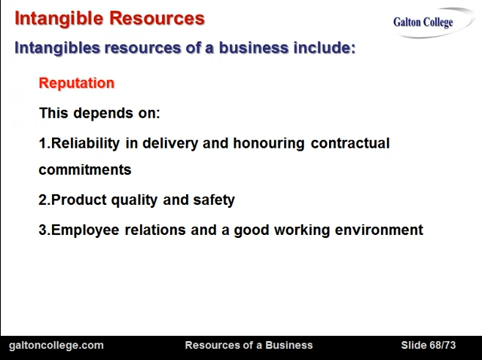 Intangible Resources
Galton College
Intangibles resources of a business include:
Reputation
This depends on:
1.Reliability in delivery and honouring contractual
commitments
2.Product quality and safety
3.Employee relations and a good working environment
galtoncollege.com Resources of a Business Slide 68/73